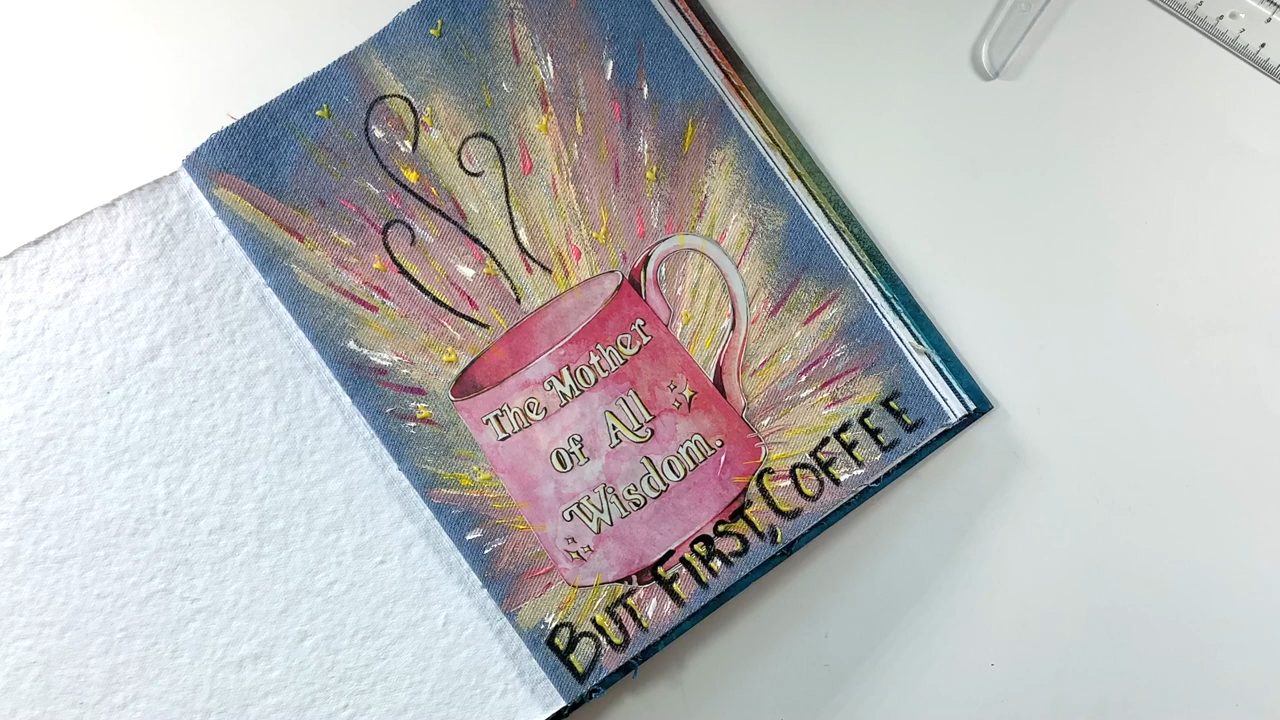 The Mother
of All
Wisdom.
BUT FIRST, COFFEE